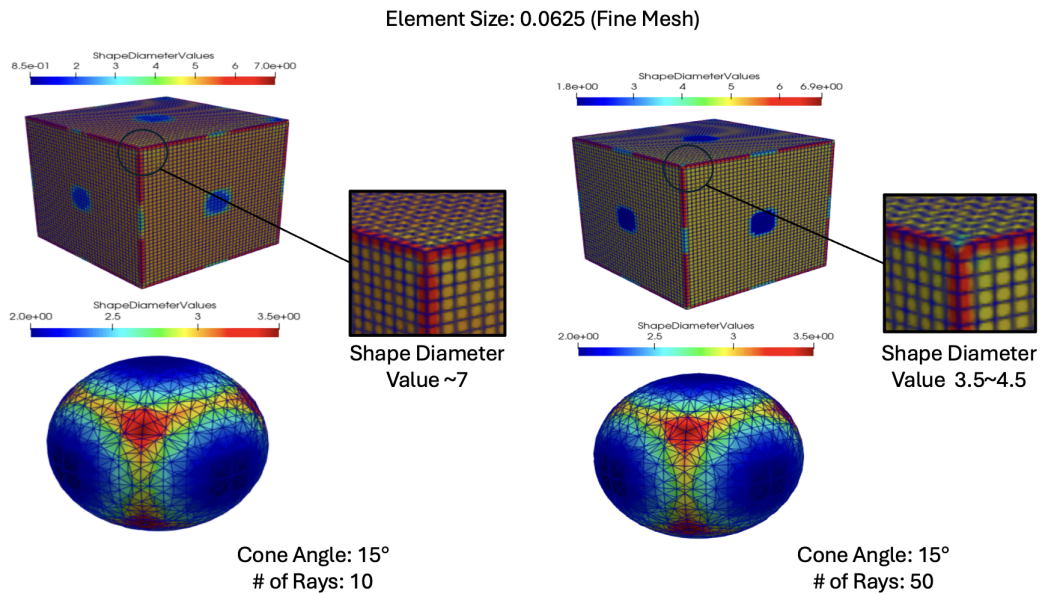 Element Size: 0.0625 (Fine Mesh)
ShapeDiameterValues
8.5e-01 2 3 4 5 6 7.0e+00
ShapeDiameterValues
1.8e+00 3 4 5 6 6.9e+00
Shape Diameter
Value ~7
Shape Diameter
Value 3.5~4.5
ShapeDiameterValues
2.0e+00 2.5 3 3.5e+00
ShapeDiameterValues
2.0e+00 2.5 3 3.5e+00
Cone Angle: 15°
# of Rays: 10
Cone Angle: 15°
# of Rays: 50